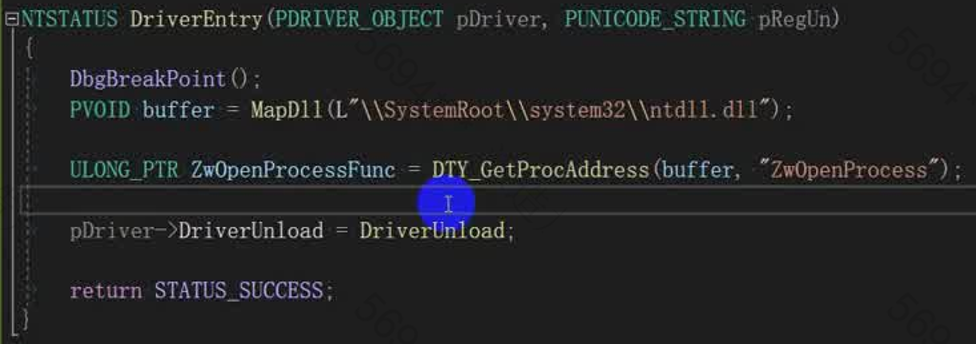 NTSTATUS DriverEntry(PDRIVER_OBJECT pDriver, PUNICODE_STRING pRegUn)
{
DbgBreakPoint();
PVOID buffer = MapDll(L"\\SystemRoot\\system32\\ntdll.dll");
ULONG_PTR ZwOpenProcessFunc = DTY_GetProcAddress(buffer, "ZwOpenProcess");
pDriver->DriverUnload = DriverUnload;
return STATUS_SUCCESS;
}